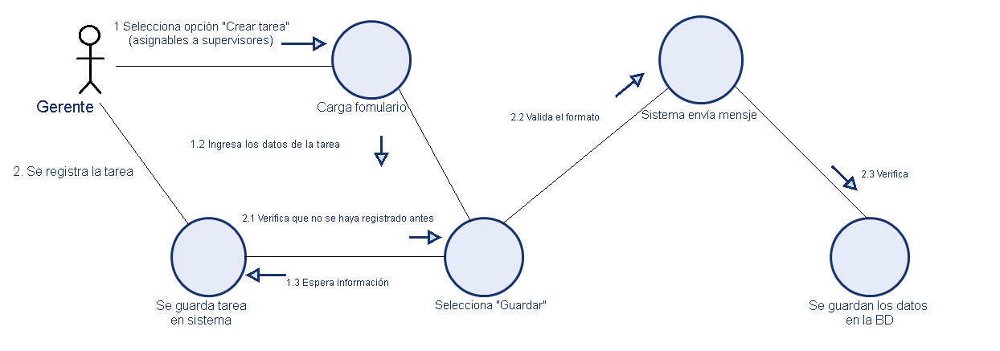 1 Selecciona opción "Crear tarea"
(asignables a supervisores)
Gerente
Carga fomulario
2.2 Valida el formato
Sistema envía mensje
1.2 Ingresa los datos de la tarea
2. Se registra la tarea
2.3 Verifica
2.1 Verifica que no se haya registrado antes
1.3 Espera información
Se guarda tarea
en sistema
Selecciona "Guardar"
Se guardan los datos
en la BD